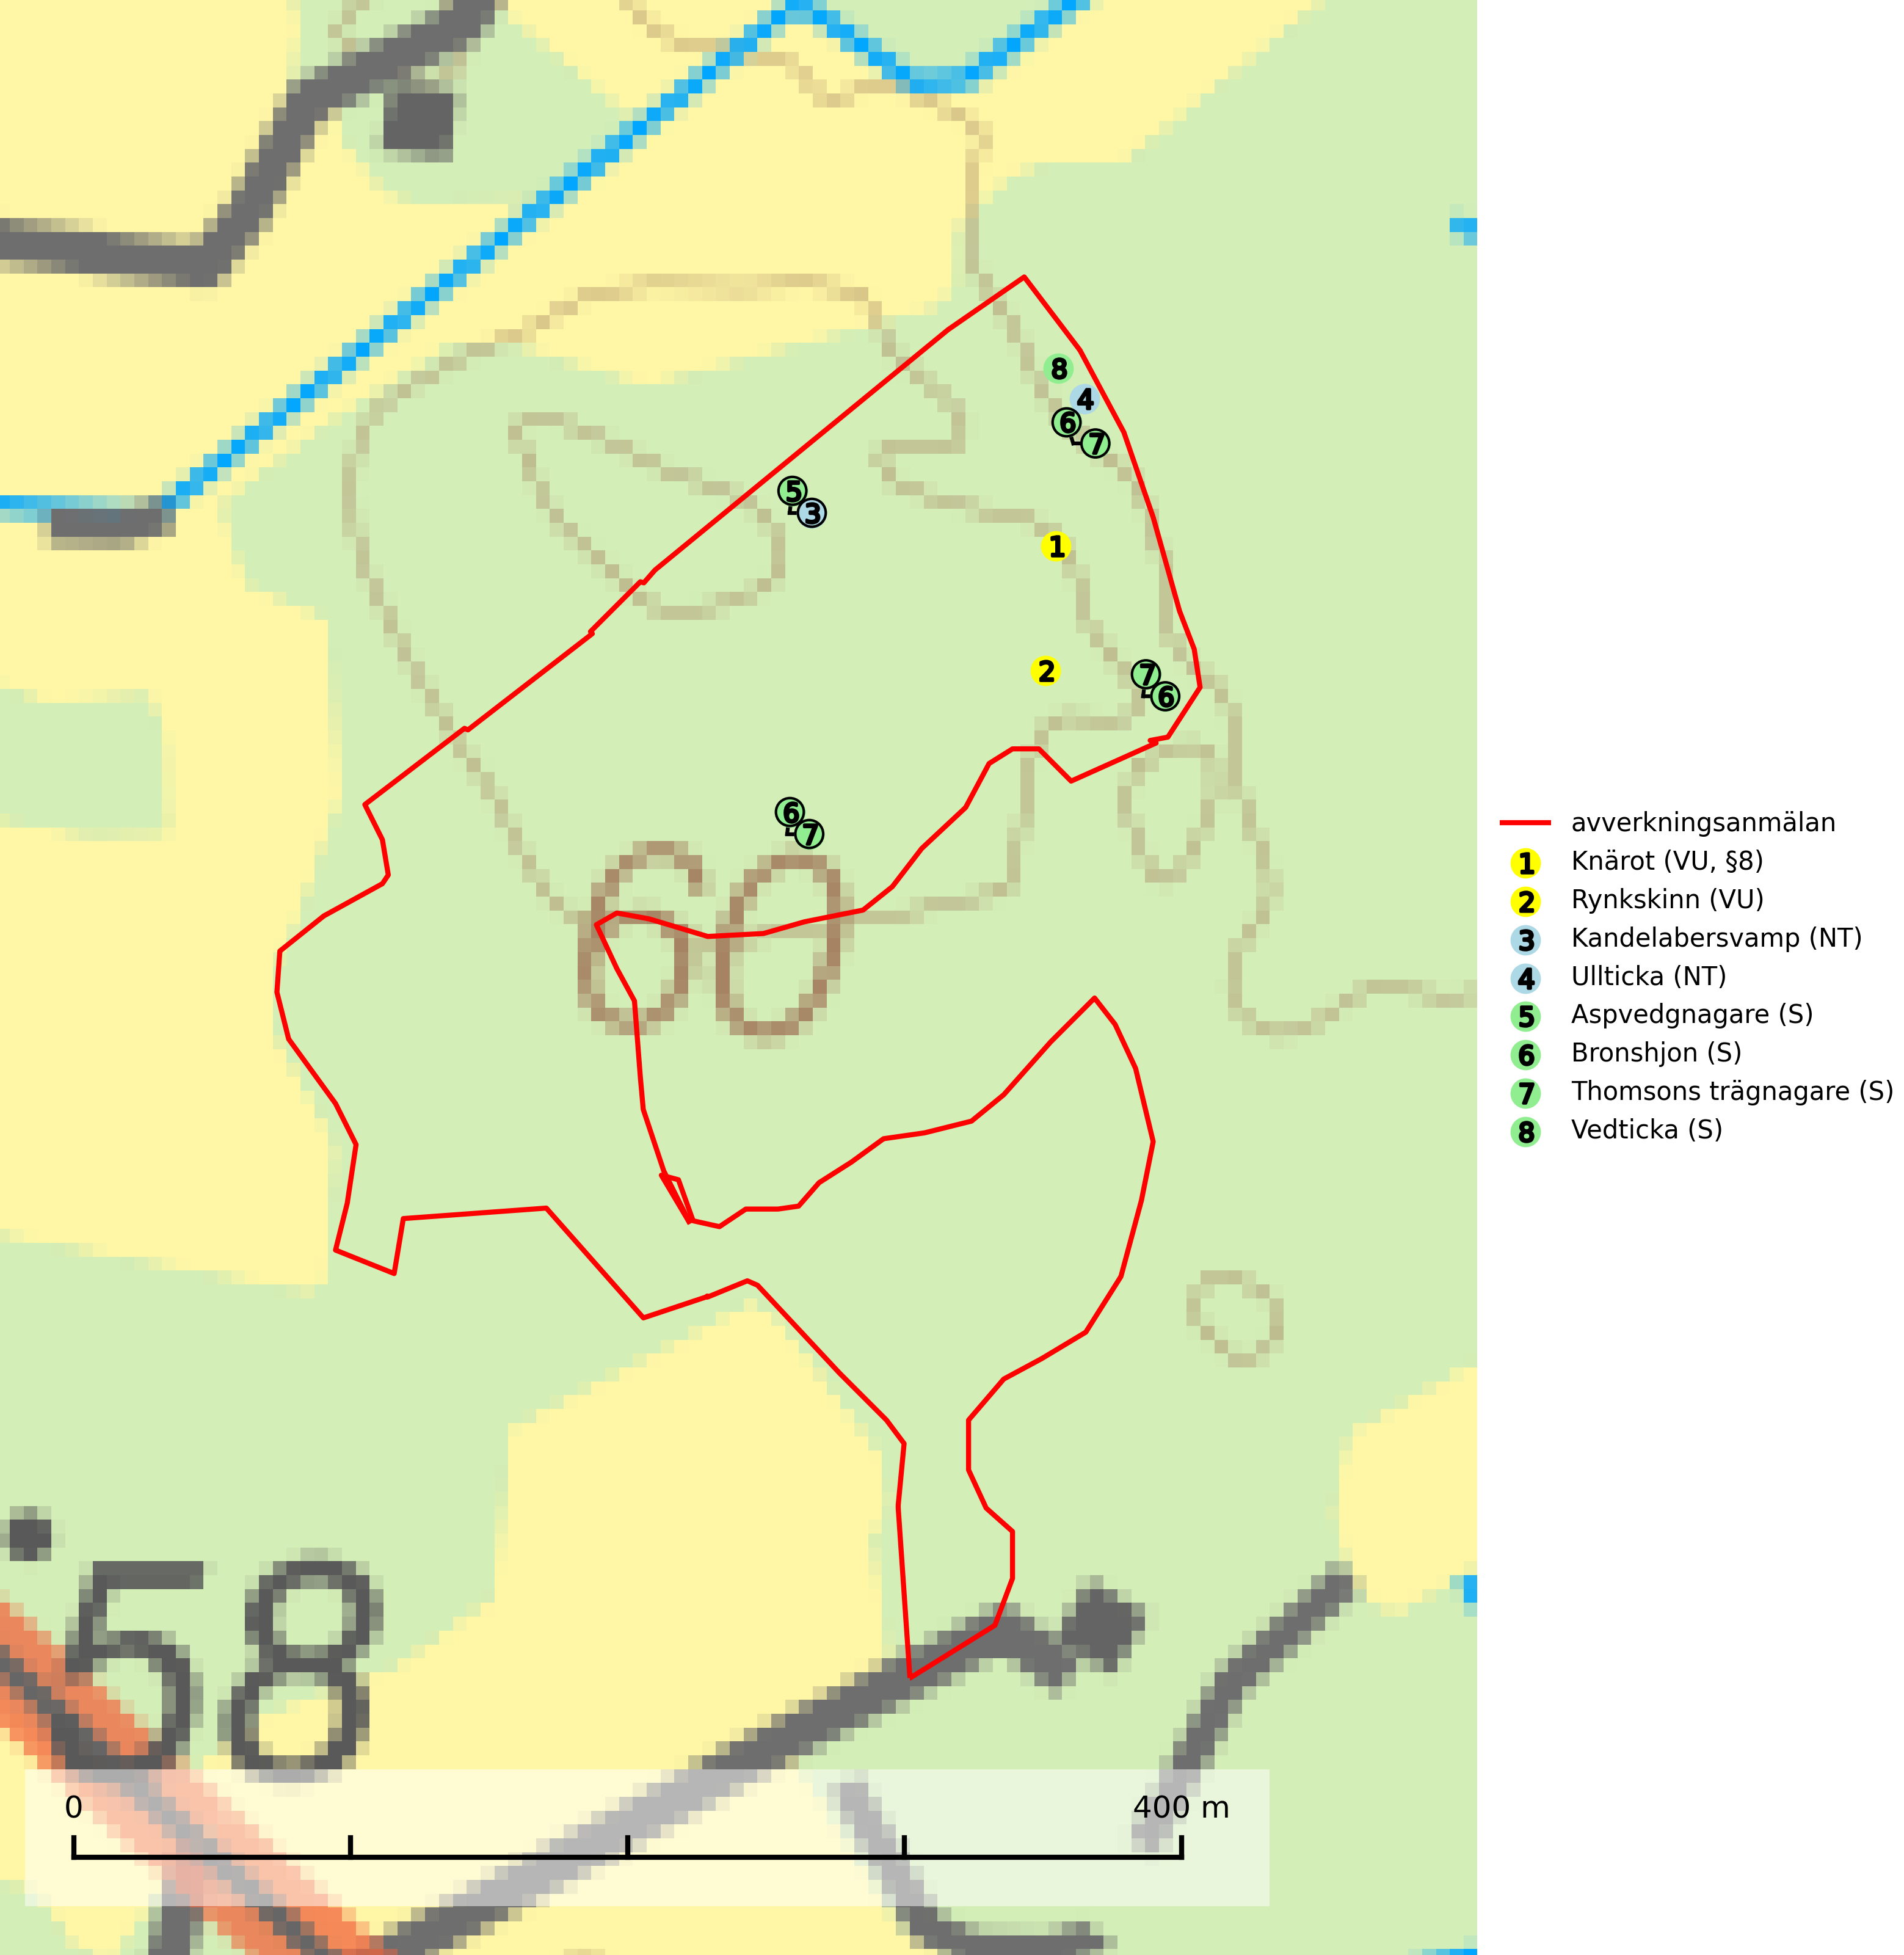 8
4
6
7
5
3
1
2
7
6
6
7
60
58
0 400 m
avverkningsanmälan
1 Knärot (VU, §8)
2 Rynkskinn (VU)
3 Kandelabersvamp (NT)
4 Ullticka (NT)
5 Aspvedgnagare (S)
6 Bronshjon (S)
7 Thomsons trägnagare (S)
8 Vedticka (S)